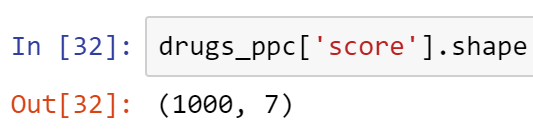 In [32]: drugs_ppc['score'].shape
Out[32]: (1000, 7)